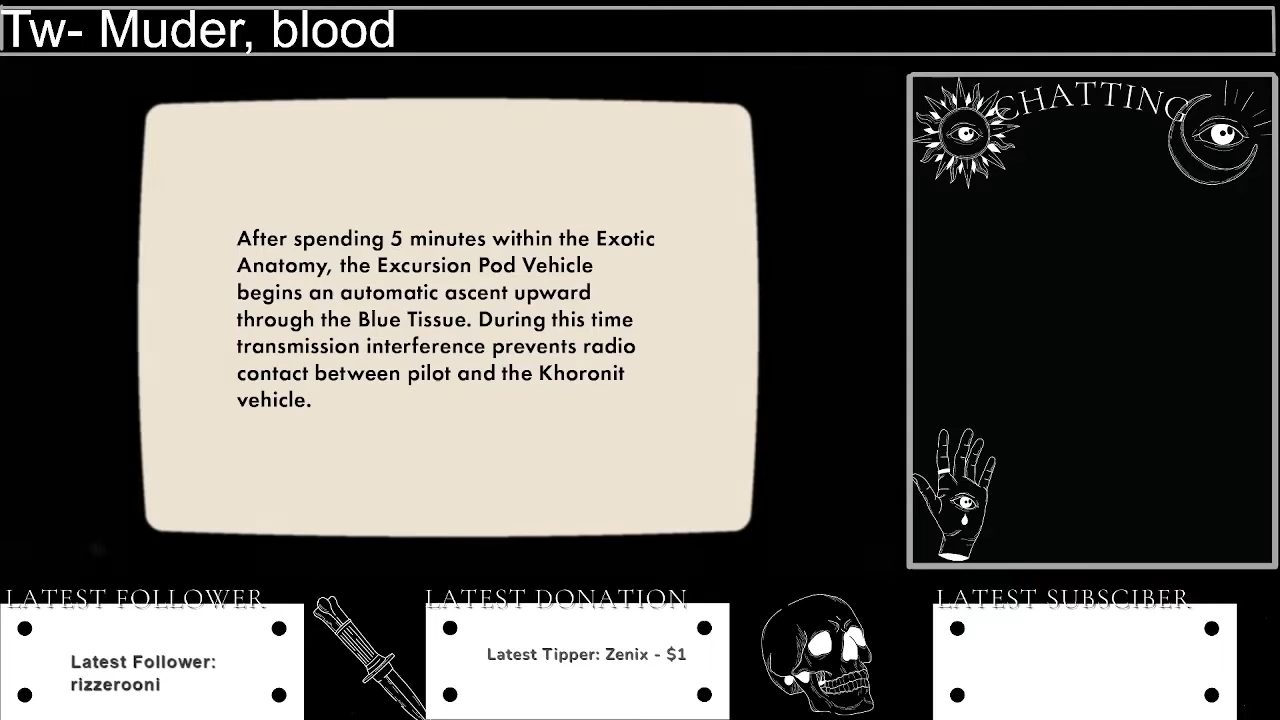 Tw- Muder, blood
CHATTING
After spending 5 minutes within the Exotic
Anatomy, the Excursion Pod Vehicle
begins an automatic ascent upward
through the Blue Tissue. During this time
transmission interference prevents radio
contact between pilot and the Khoronit
vehicle.
LATEST FOLLOWER
LATEST DONATION
LATEST SUBSCIBER
Latest Follower:
rizzerooni
Latest Tipper: Zenix - $1